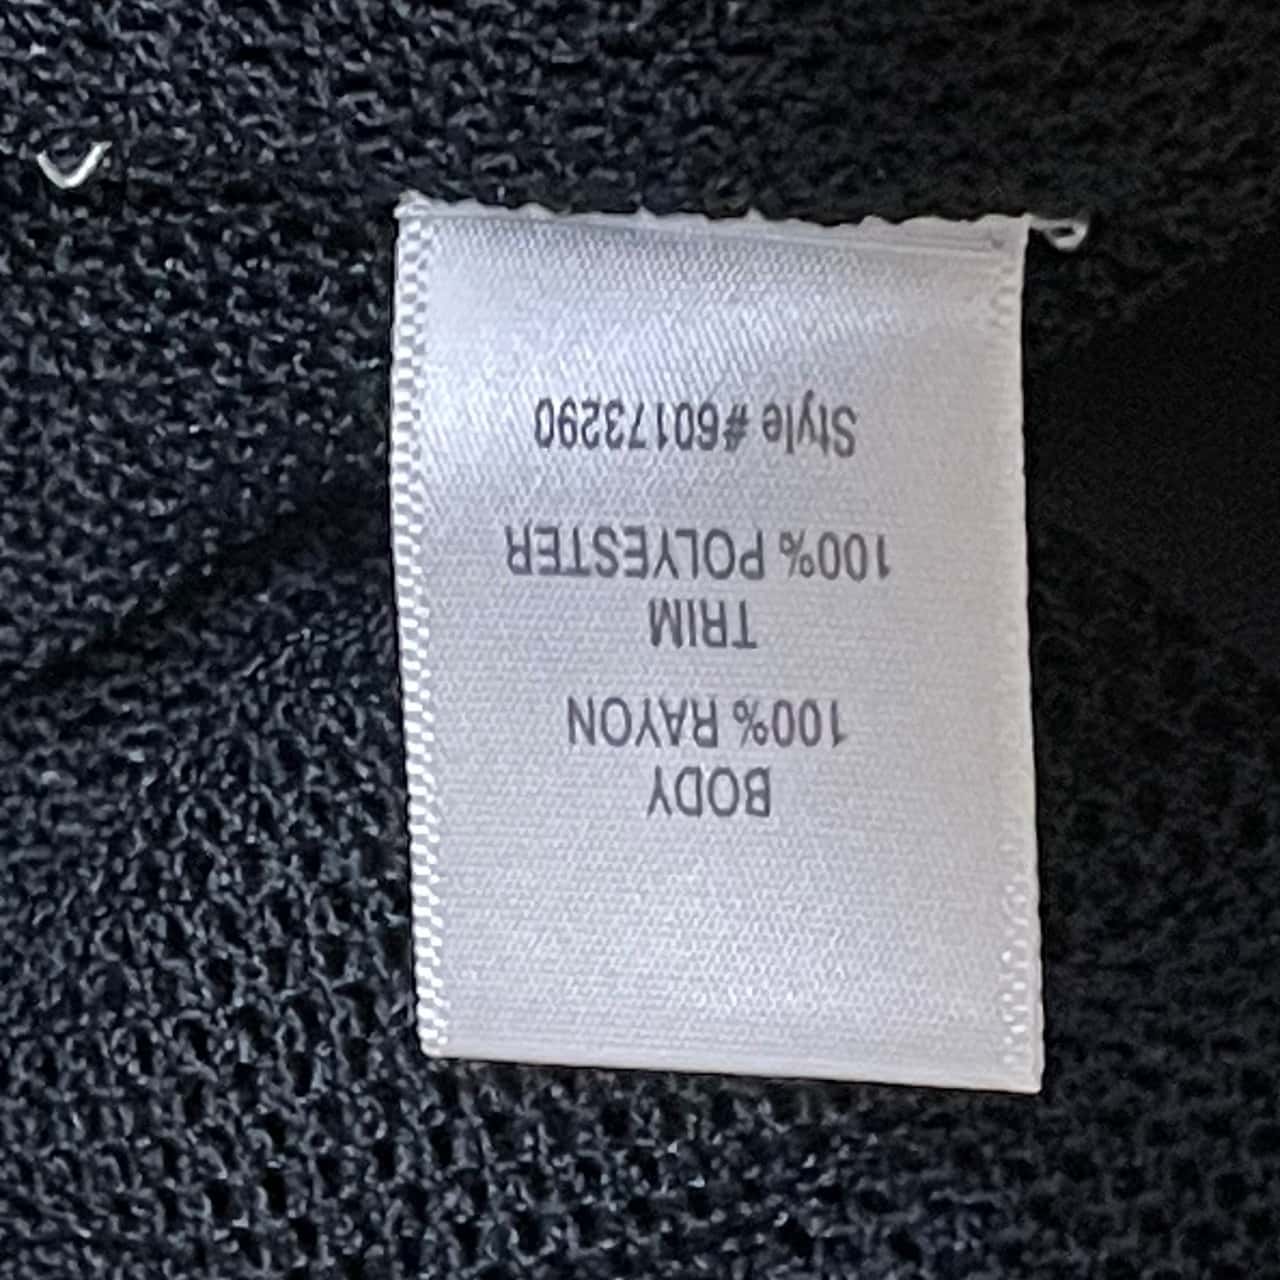 BODY
100% RAYON
TRIM
100% POLYESTER
Style #60173290